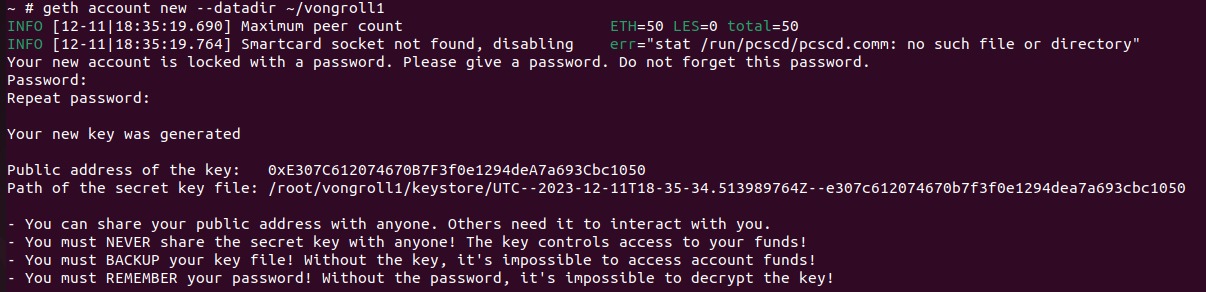 ~ # geth account new --datadir ~/vongroll1
INFO [12-11|18:35:19.690] Maximum peer count                       ETH=50 LES=0 total=50
INFO [12-11|18:35:19.764] Smartcard socket not found, disabling    err="stat /run/pcscd/pcscd.comm: no such file or directory"
Your new account is locked with a password. Please give a password. Do not forget this password.
Password:
Repeat password:
Your new key was generated
Public address of the key:   0xE307C612074670B7F3f0e1294deA7a693Cbc1050
Path of the secret key file: /root/vongroll1/keystore/UTC--2023-12-11T18-35-34.513989764Z--e307c612074670b7f3f0e1294dea7a693cbc1050
- You can share your public address with anyone. Others need it to interact with you.
- You must NEVER share the secret key with anyone! The key controls access to your funds!
- You must BACKUP your key file! Without the key, it's impossible to access account funds!
- You must REMEMBER your password! Without the password, it's impossible to decrypt the key!